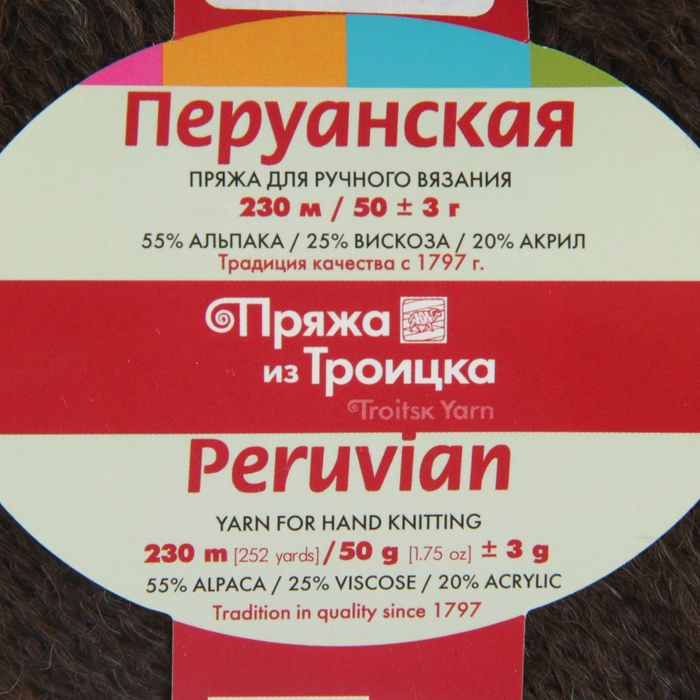 Перуанская
ПРЯЖА ДЛЯ РУЧНОГО ВЯЗАНИЯ
230 м / 50 ± 3 г
55% АЛЬПАКА / 25% ВИСКОЗА / 20% АКРИЛ
Традиция качества с 1797 г.
Пряжа
из Троицка
Troitsk Yarn
Peruvian
YARN FOR HAND KNITTING
230 m [252 yards] / 50 g [1.75 oz] ± 3 g
55% ALPACA / 25% VISCOSE / 20% ACRYLIC
Tradition in quality since 1797